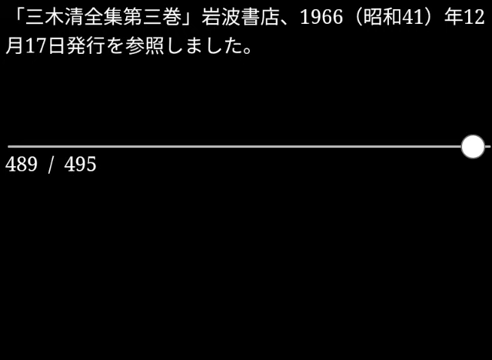 「三木清全集第三巻」岩波書店、1966（昭和41）年12
月17日発行を参照しました。
489 / 495